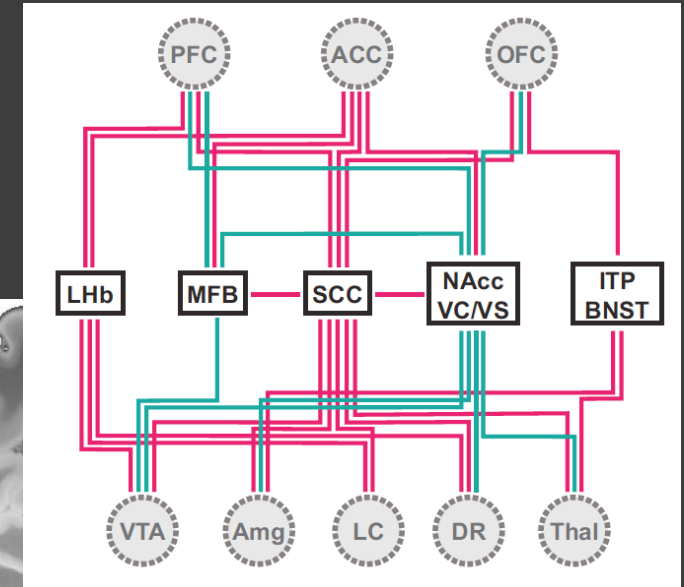 PFC
ACC
OFC
LHb
MFB
SCC
NAcc
VC/VS
ITP
BNST
VTA
Amg
LC
DR
Thal